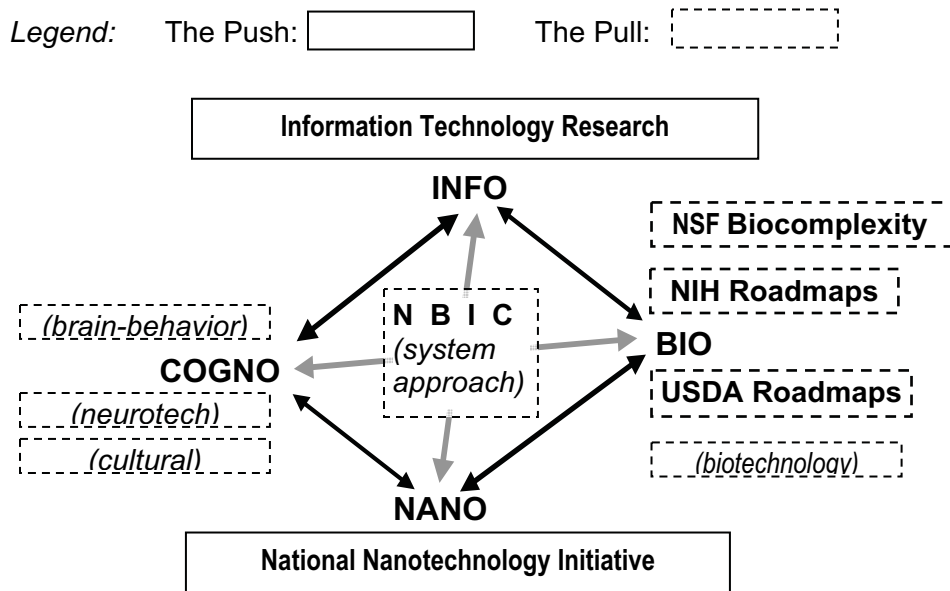 Legend: The Push: The Pull:
Information Technology Research
INFO
NSF Biocomplexity
NIH Roadmaps
(brain-behavior)
N B I C
(system
approach)
BIO
COGNO
USDA Roadmaps
(neurotech)
(cultural)
(biotechnology)
NANO
National Nanotechnology Initiative